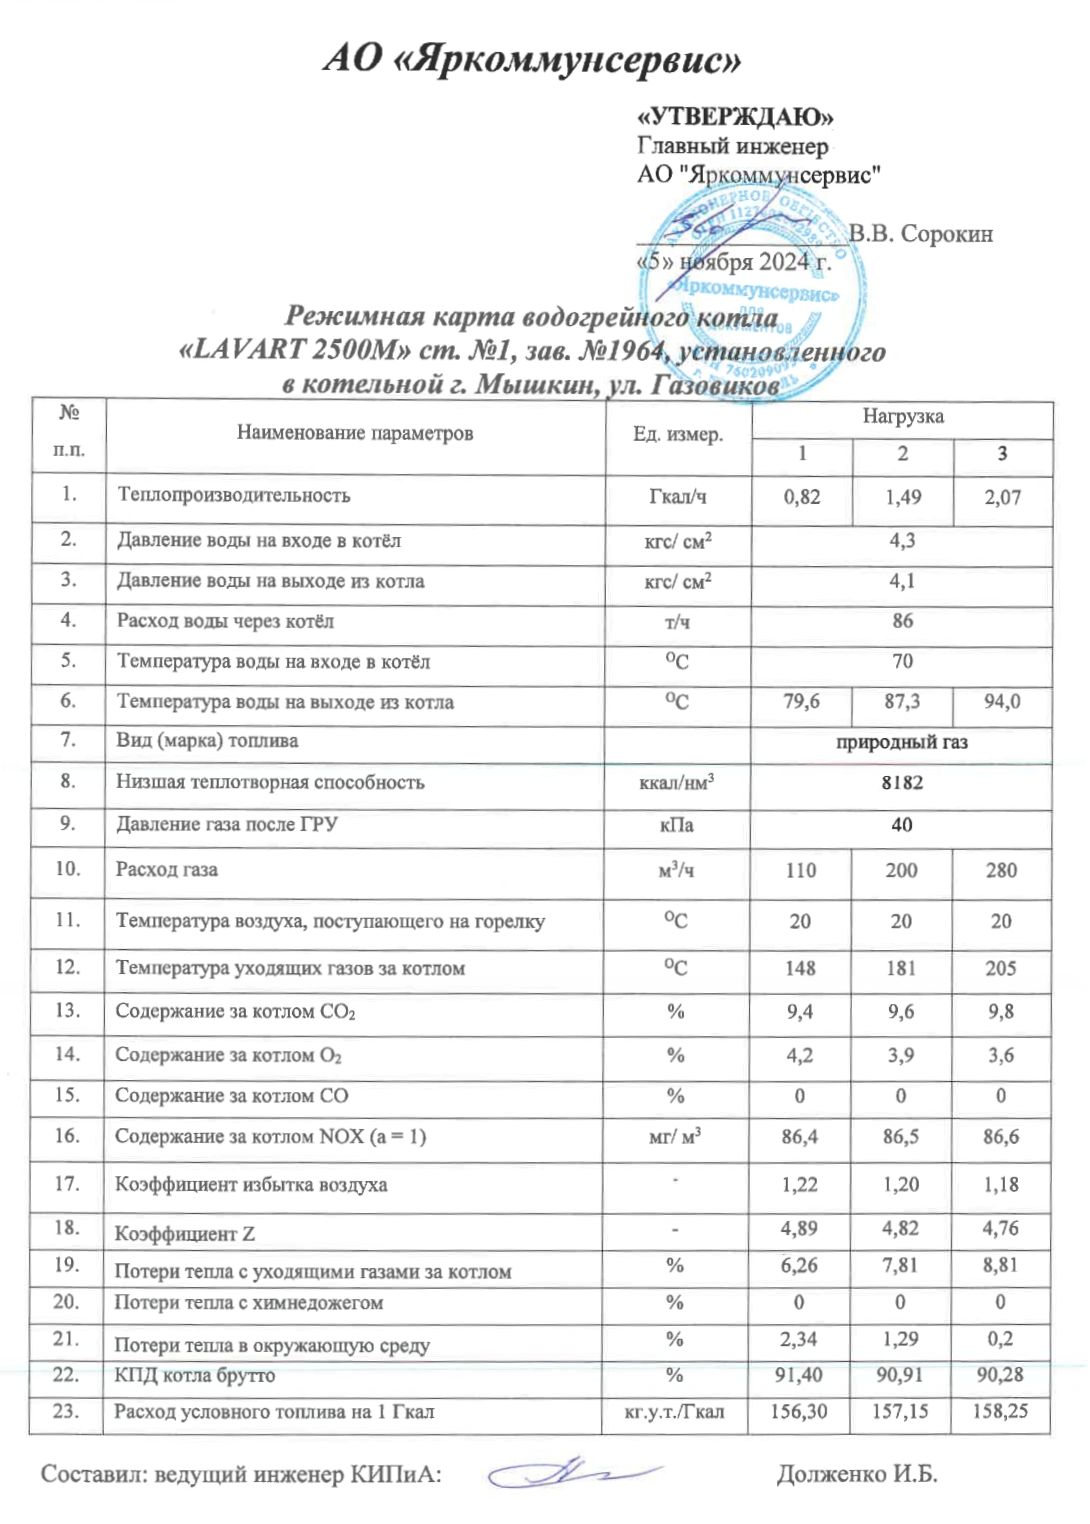 АО «Яркоммунсервис»
«УТВЕРЖДАЮ»
Главный инженер
АО "Яркоммунсервис"
В.В. Сорокин
«5» ноября 2024 г.
«Яркоммунсервис»
для
документов
Режимная карта водогрейного котла
«LAVART 2500М» ст. №1, зав. №1964, установленного
в котельной г. Мышкин, ул. Газовиков
№ п.п. Наименование параметров Ед. измер. Нагрузка
1 2 3
1. Теплопроизводительность Гкал/ч 0,82 1,49 2,07
2. Давление воды на входе в котёл кгс/ см² 4,3
3. Давление воды на выходе из котла кгс/ см² 4,1
4. Расход воды через котёл т/ч 86
5. Температура воды на входе в котёл ᴼС 70
6. Температура воды на выходе из котла ᴼС 79,6 87,3 94,0
7. Вид (марка) топлива природный газ
8. Низшая теплотворная способность ккал/нм³ 8182
9. Давление газа после ГРУ кПа 40
10. Расход газа м³/ч 110 200 280
11. Температура воздуха, поступающего на горелку ᴼС 20 20 20
12. Температура уходящих газов за котлом ᴼС 148 181 205
13. Содержание за котлом CO₂ % 9,4 9,6 9,8
14. Содержание за котлом O₂ % 4,2 3,9 3,6
15. Содержание за котлом CO % 0 0 0
16. Содержание за котлом NOX (a = 1) мг/ м³ 86,4 86,5 86,6
17. Коэффициент избытка воздуха - 1,22 1,20 1,18
18. Коэффициент Z - 4,89 4,82 4,76
19. Потери тепла с уходящими газами за котлом % 6,26 7,81 8,81
20. Потери тепла с химнедожегом % 0 0 0
21. Потери тепла в окружающую среду % 2,34 1,29 0,2
22. КПД котла брутто % 91,40 90,91 90,28
23. Расход условного топлива на 1 Гкал кг.у.т./Гкал 156,30 157,15 158,25
Составил: ведущий инженер КИПиА: Долженко И.Б.